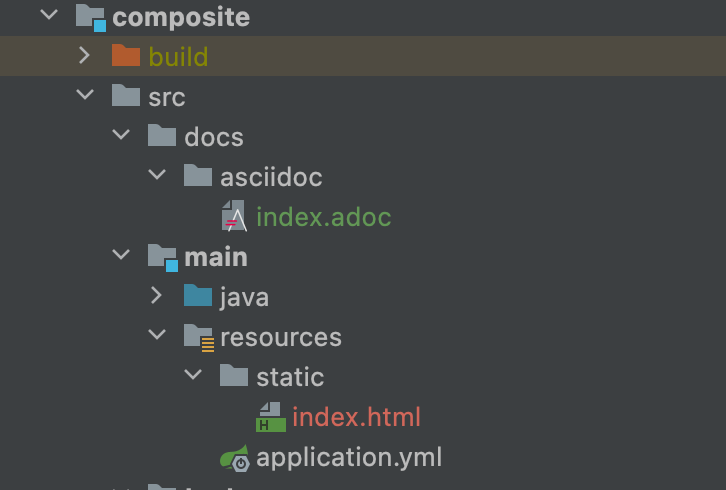 composite
build
src
docs
asciidoc
index.adoc
main
java
resources
static
index.html
application.yml